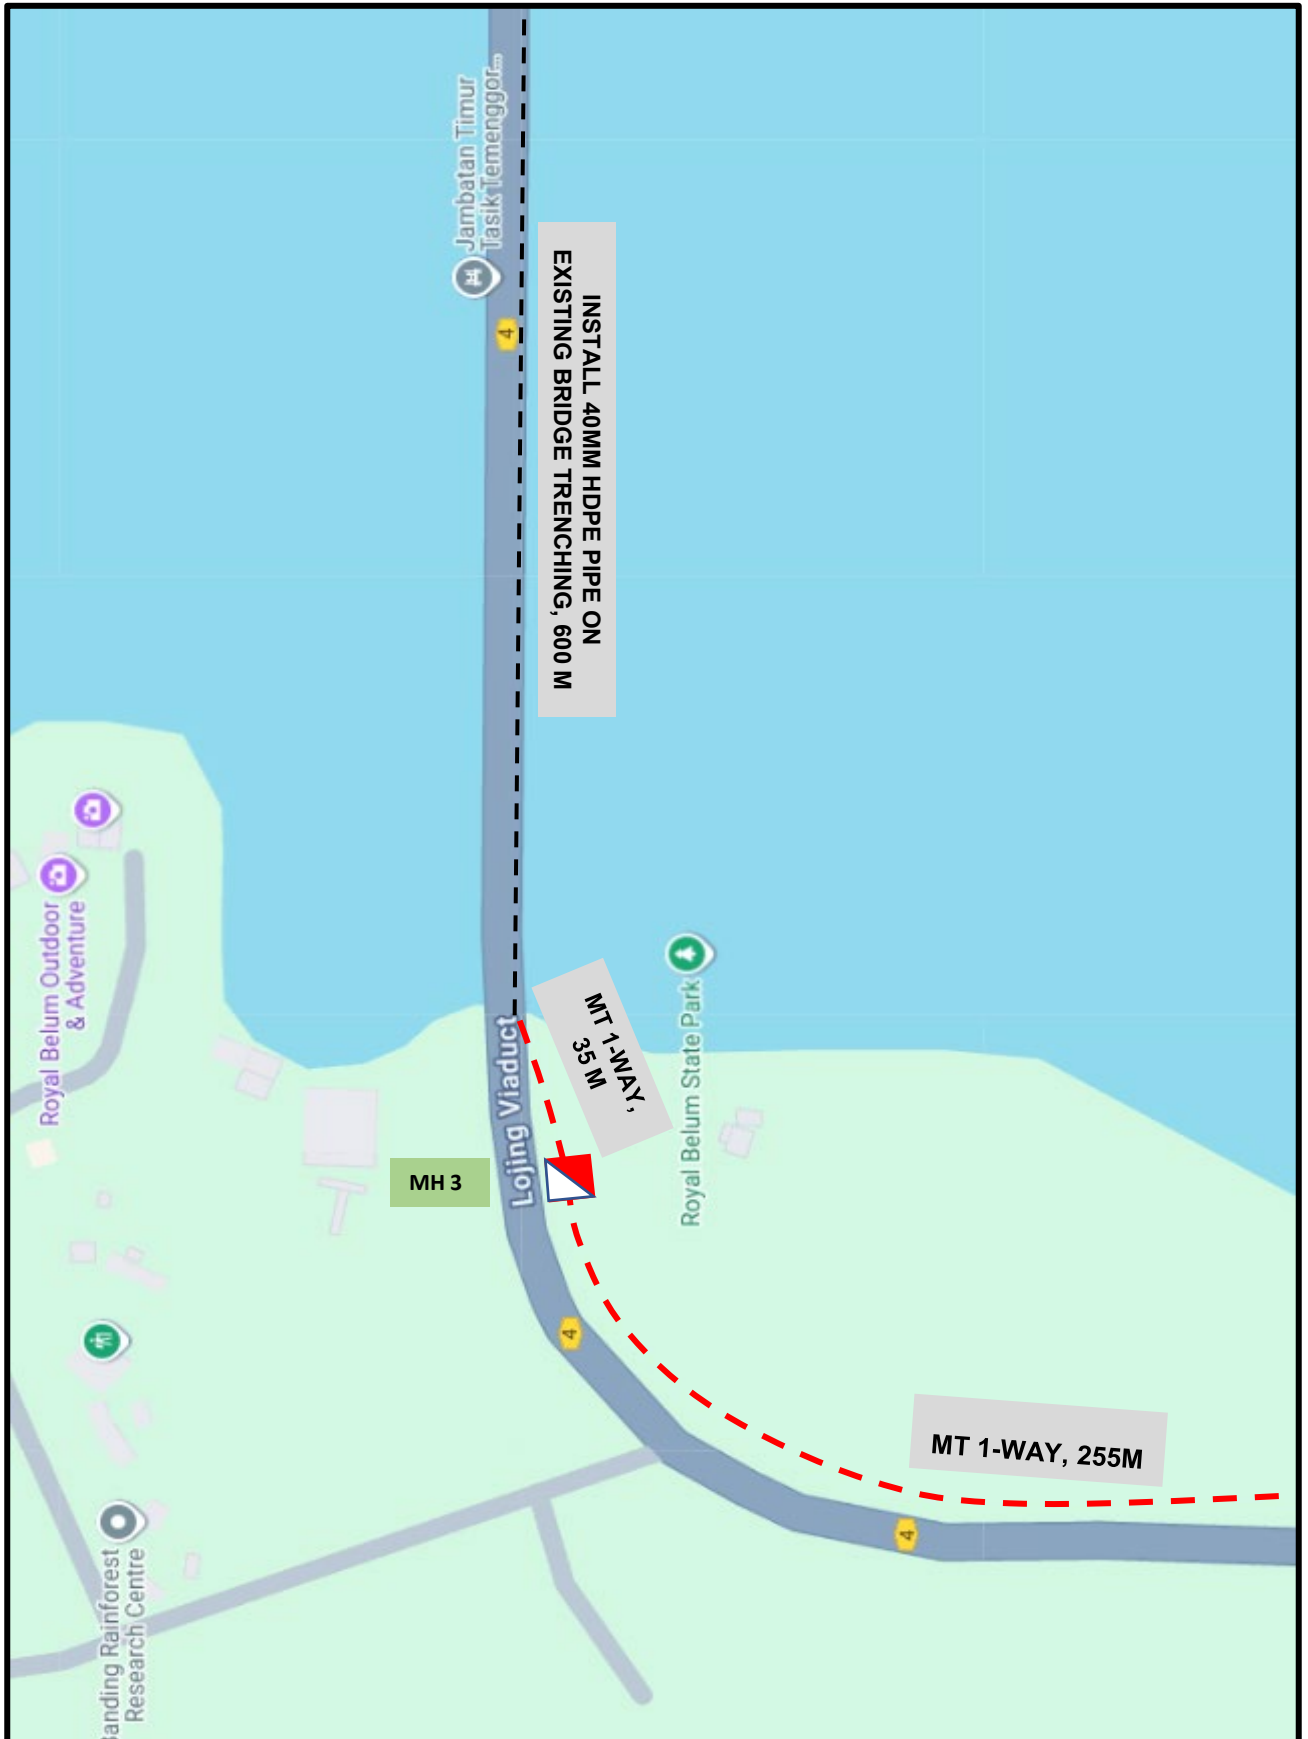 Jambatan Timur
Tasik Temenggor...
4
INSTALL 40MM HDPE PIPE ON
EXISTING BRIDGE TRENCHING, 600 M
Royal Belum Outdoor
& Adventure
MT 1-WAY,
35 M
Royal Belum State Park
Lojing Viaduct
MH 3
4
MT 1-WAY, 255M
4
Banding Rainforest
Research Centre